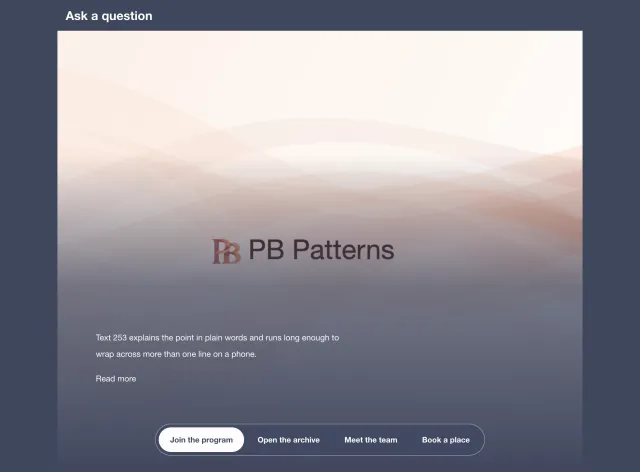 Ask a question
PB PB Patterns
Text 253 explains the point in plain words and runs long enough to
wrap across more than one line on a phone.
Read more
Join the program
Open the archive
Meet the team
Book a place